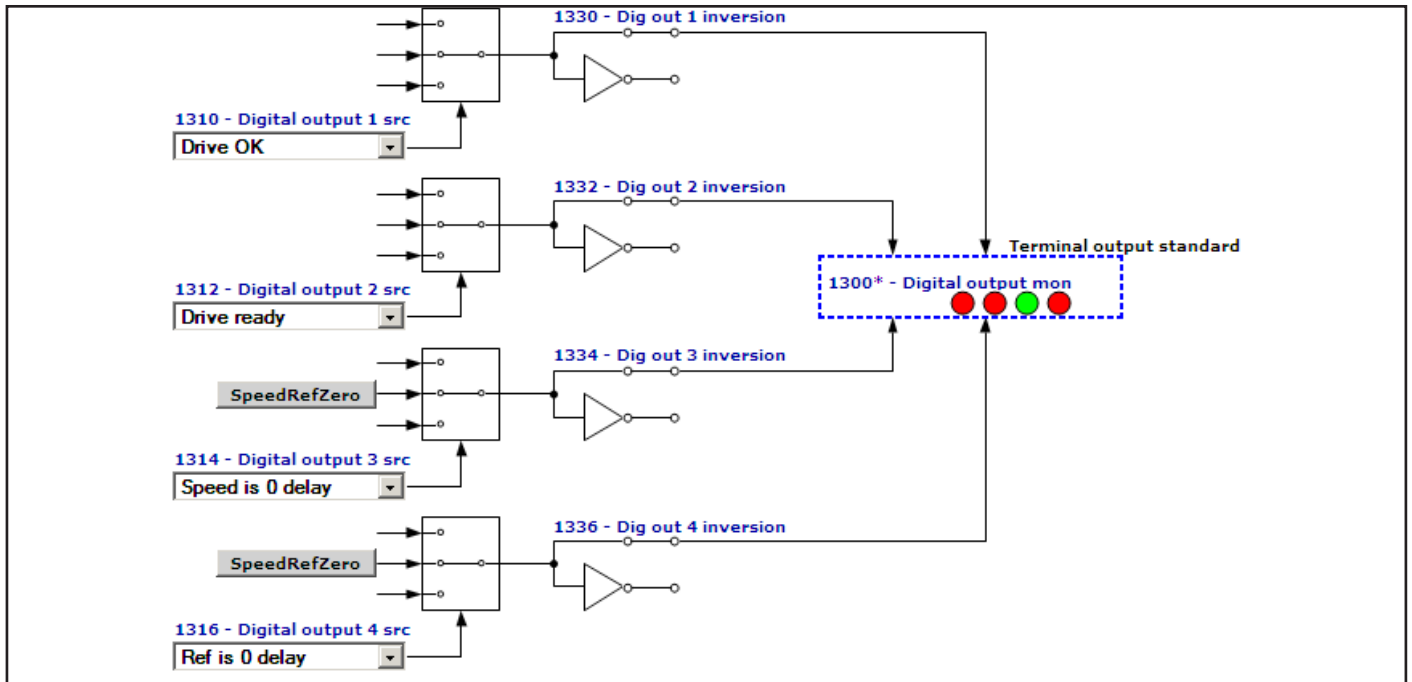 1330 - Dig out 1 inversion
1310 - Digital output 1 src
Drive OK
1332 - Dig out 2 inversion
Terminal output standard
1300* - Digital output mon
1312 - Digital output 2 src
Drive ready
1334 - Dig out 3 inversion
SpeedRefZero
1314 - Digital output 3 src
Speed is 0 delay
1336 - Dig out 4 inversion
SpeedRefZero
1316 - Digital output 4 src
Ref is 0 delay